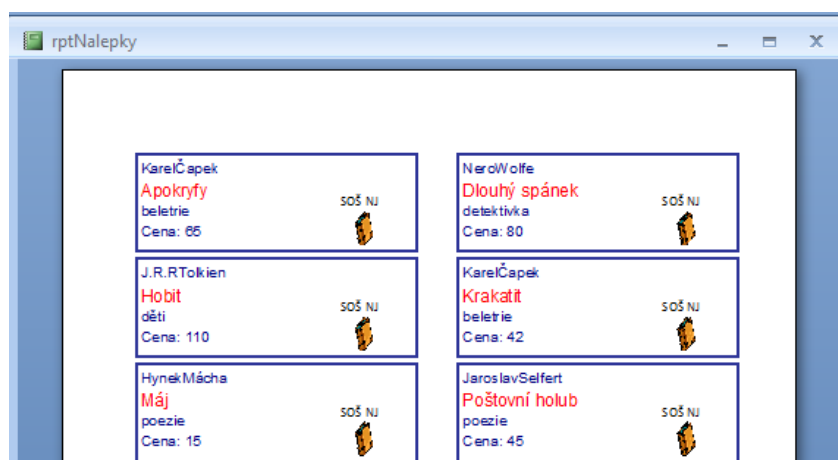 rptNalepky
KarelČapek
Apokryfy
beletrie
Cena: 65
SOŠ NJ
NeroWolfe
Dlouhý spánek
detektivka
Cena: 80
SOŠ NJ
J.R.RTolkien
Hobit
děti
Cena: 110
SOŠ NJ
KarelČapek
Krakatit
beletrie
Cena: 42
SOŠ NJ
HynekMácha
Máj
poezie
Cena: 15
SOŠ NJ
JaroslavSelfert
Poštovní holub
poezie
Cena: 45
SOŠ NJ